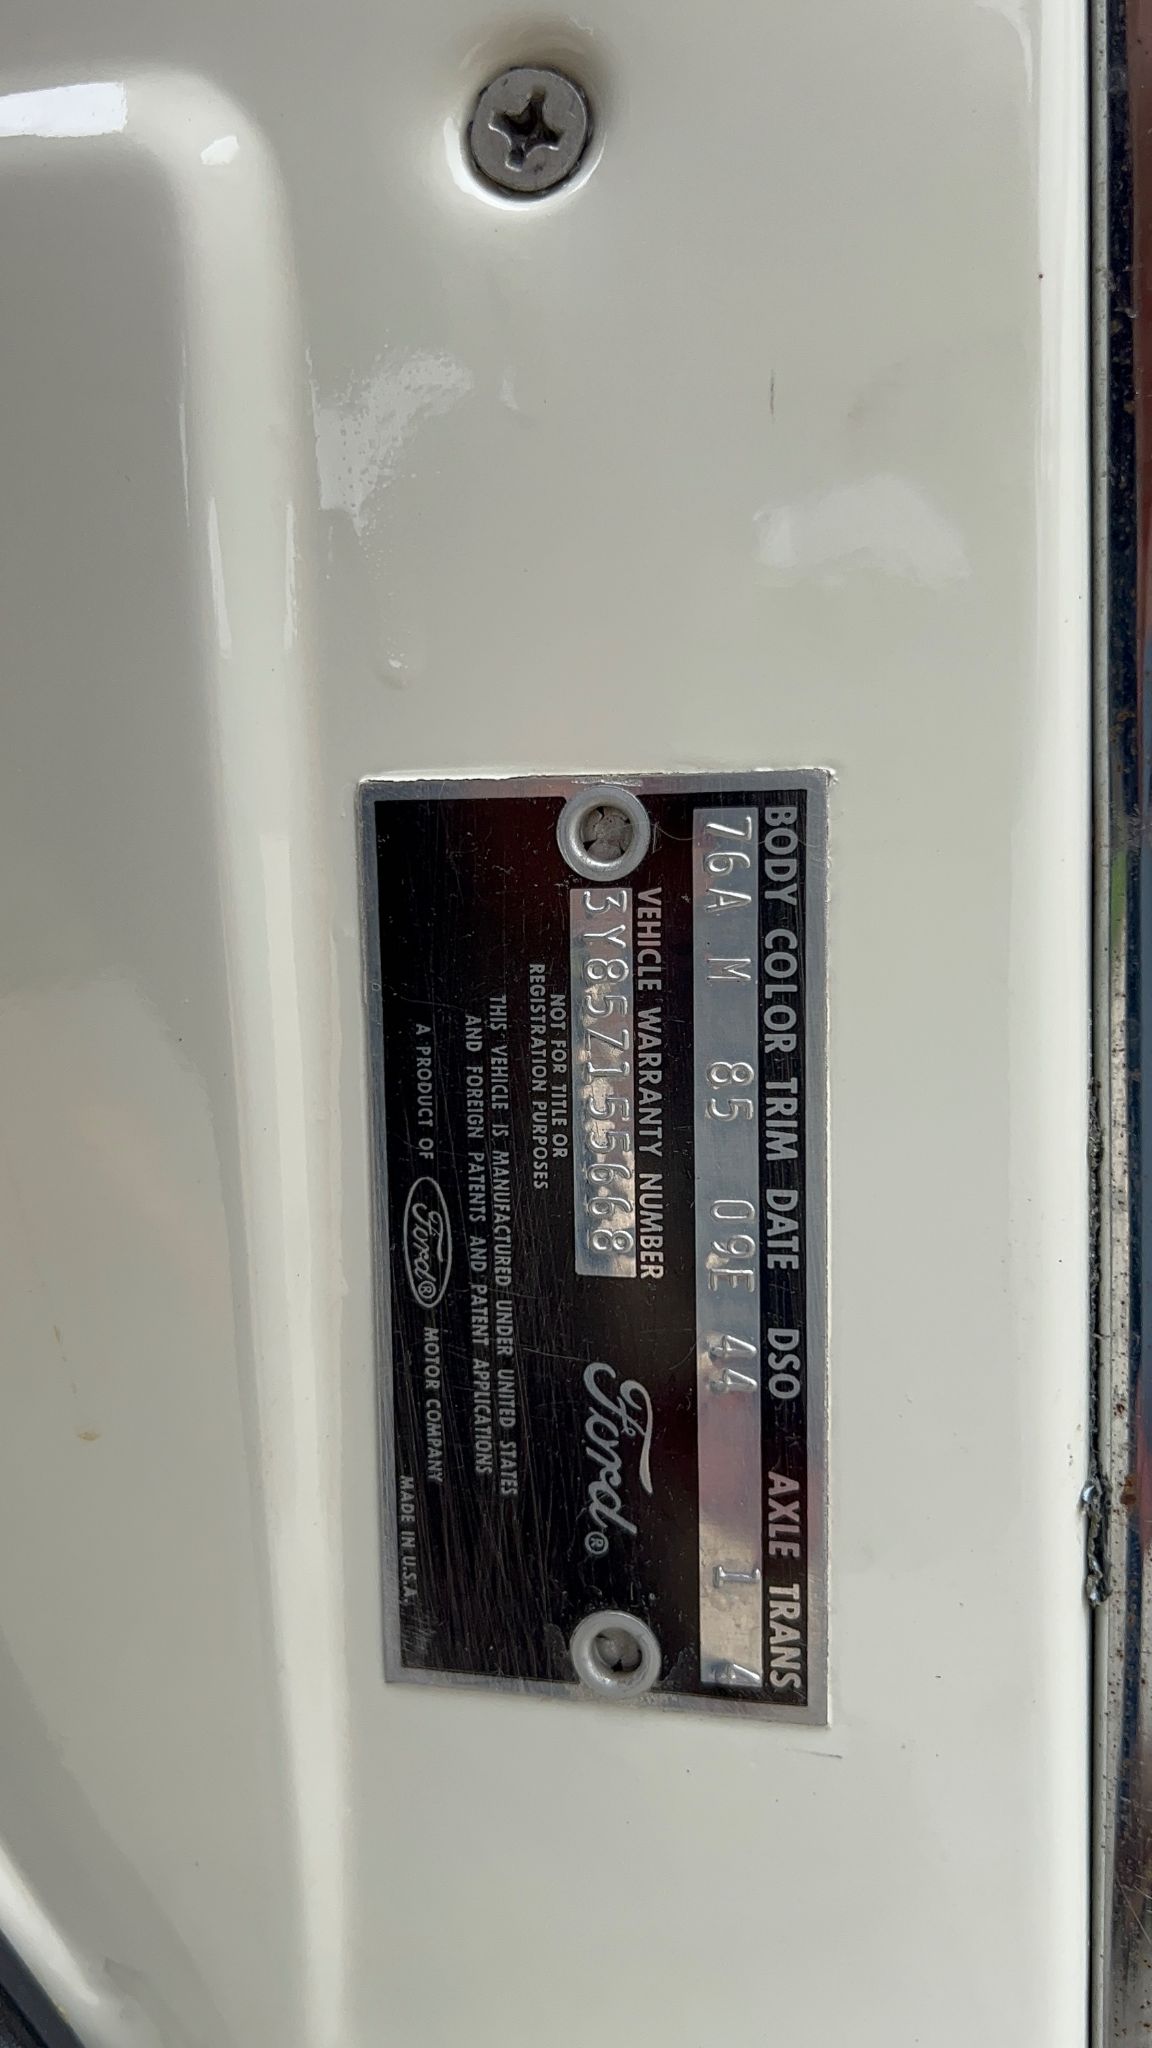 BODY COLOR TRIM DATE DSO AXLE TRANS
76A M 85 09E 44 1 4
VEHICLE WARRANTY NUMBER
3Y85Z155668
NOT FOR TITLE OR
REGISTRATION PURPOSES
Ford®
THIS VEHICLE IS MANUFACTURED UNDER UNITED STATES
AND FOREIGN PATENTS AND PATENT APPLICATIONS
A PRODUCT OF Ford® MOTOR COMPANY
MADE IN U.S.A.